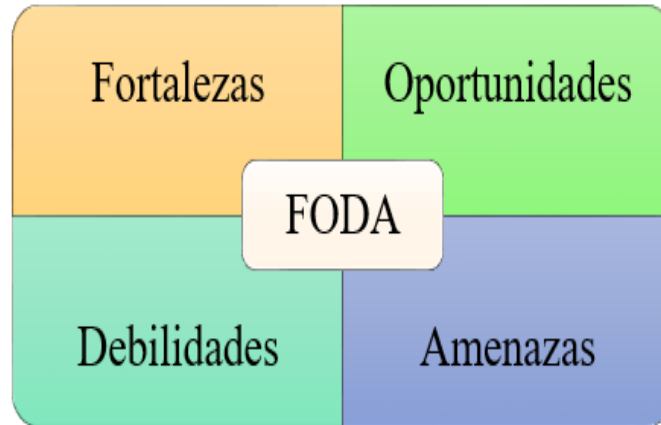 Fortalezas
Oportunidades
FODA
Debilidades
Amenazas